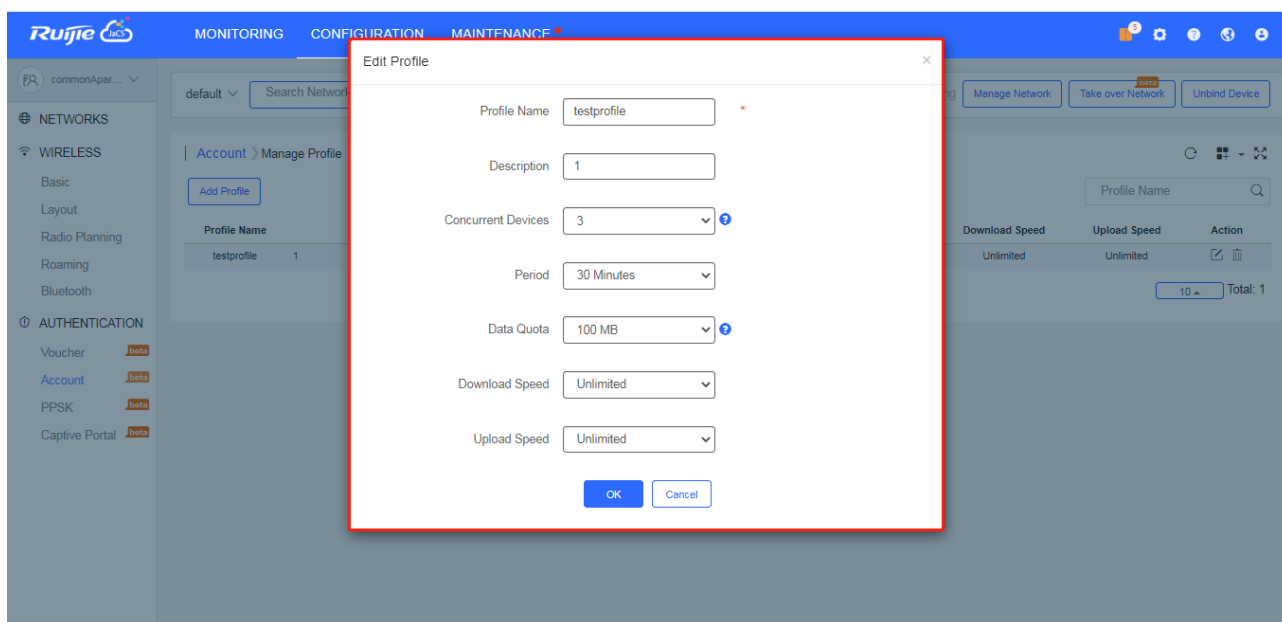 Ruijie JaCS MONITORING CONFIGURATION MAINTENANCE 5
commonApar...
NETWORKS
WIRELESS
Basic
Layout
Radio Planning
Roaming
Bluetooth
AUTHENTICATION
Voucher beta
Account beta
PPSK beta
Captive Portal beta
default Search Network Manage Network Take over Network beta Unbind Device
Account > Manage Profile
Add Profile Profile Name
Profile Name Download Speed Upload Speed Action
testprofile 1 Unlimited Unlimited
10 Total: 1
Edit Profile ×
Profile Name testprofile *
Description 1
Concurrent Devices 3 ?
Period 30 Minutes
Data Quota 100 MB ?
Download Speed Unlimited
Upload Speed Unlimited
OK Cancel